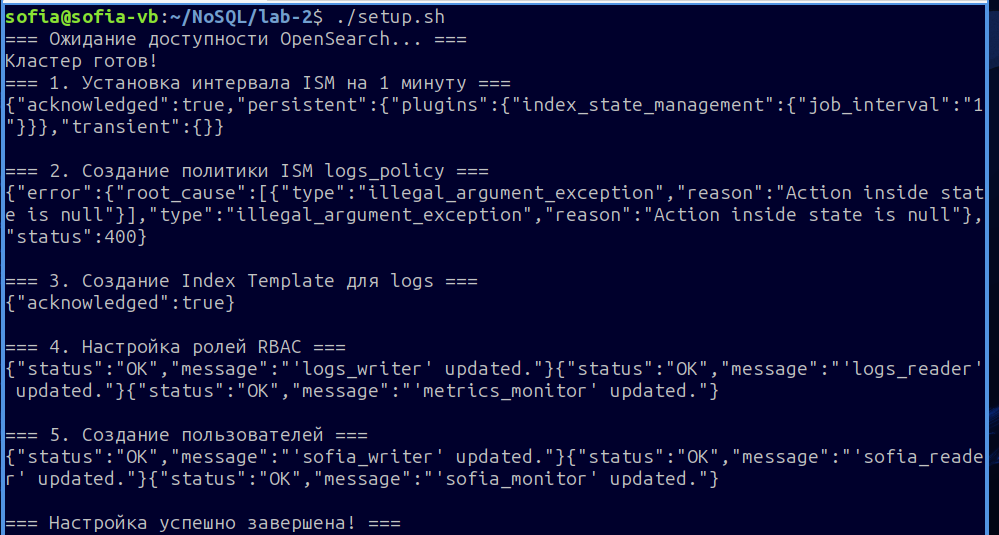 sofia@sofia-vb:~/NoSQL/lab-2$ ./setup.sh
=== Ожидание доступности OpenSearch... ===
Кластер готов!
=== 1. Установка интервала ISM на 1 минуту ===
{"acknowledged":true,"persistent":{"plugins":{"index_state_management":{"job_interval":"1
"}}},"transient":{}}
=== 2. Создание политики ISM logs_policy ===
{"error":{"root_cause":[{"type":"illegal_argument_exception","reason":"Action inside stat
e is null"}],"type":"illegal_argument_exception","reason":"Action inside state is null"},
"status":400}
=== 3. Создание Index Template для logs ===
{"acknowledged":true}
=== 4. Настройка ролей RBAC ===
{"status":"OK","message":"'logs_writer' updated."}{"status":"OK","message":"'logs_reader'
 updated."}{"status":"OK","message":"'metrics_monitor' updated."}
=== 5. Создание пользователей ===
{"status":"OK","message":"'sofia_writer' updated."}{"status":"OK","message":"'sofia_reade
r' updated."}{"status":"OK","message":"'sofia_monitor' updated."}
=== Настройка успешно завершена! ===